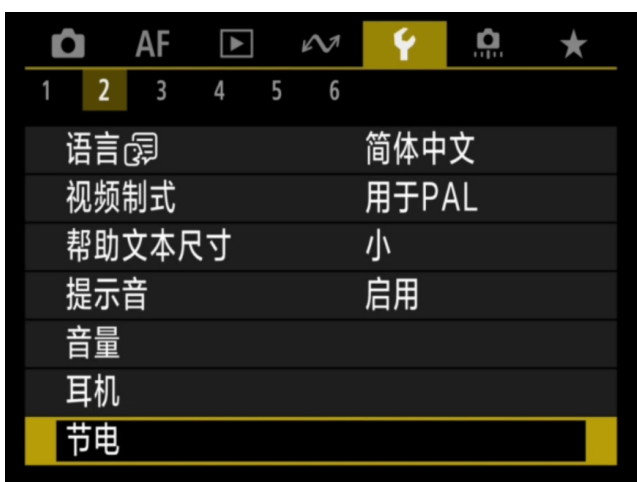 AF
1 2 3 4 5 6
语言 简体中文
视频制式 用于PAL
帮助文本尺寸 小
提示音 启用
音量
耳机
节电